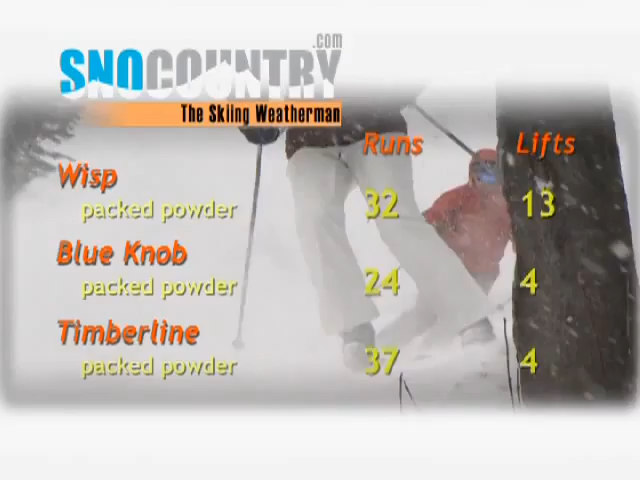 SNOCOUNTRY.com
The Skiing Weatherman
Runs Lifts
Wisp
packed powder 32 13
Blue Knob
packed powder 24 4
Timberline
packed powder 37 4